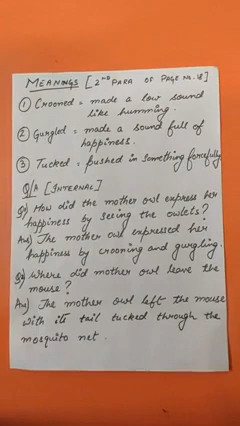 MEANINGS [2ND PARA OF PAGE No. 18]
① Crooned = made a low sound
like humming.
② Gurgled = made a sound full of
happiness.
③ Tucked = pushed in something forcefully
Q/A [INTERNAL]
Q) How did the mother owl express her
happiness by seeing the owlets?
Ans) The mother owl expressed her
happiness by crooning and gurgling.
Q) Where did mother owl leave the
mouse?
Ans) The mother owl left the mouse
with its tail tucked through the
mosquito net.